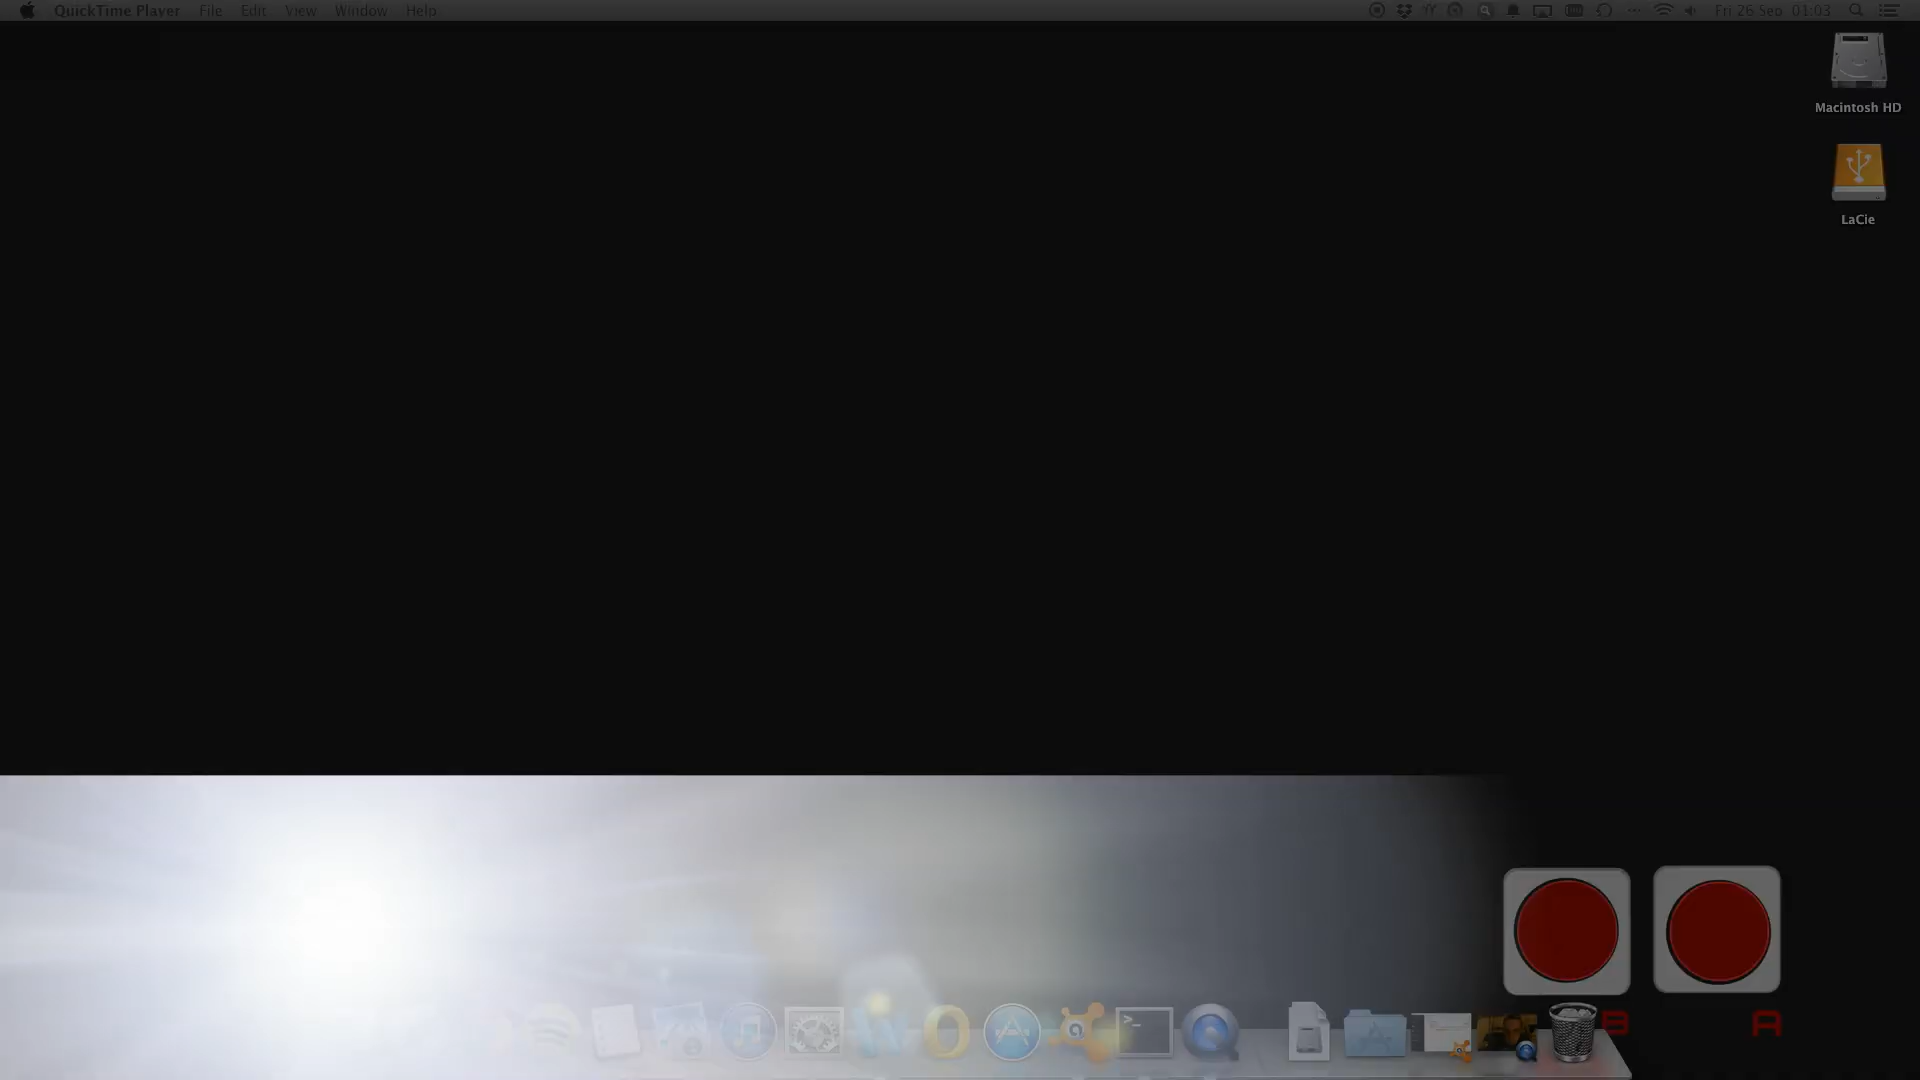 QuickTime Player File Edit View Window Help Fri 26 Sep 01:03
Macintosh HD
LaCie
>_
B A